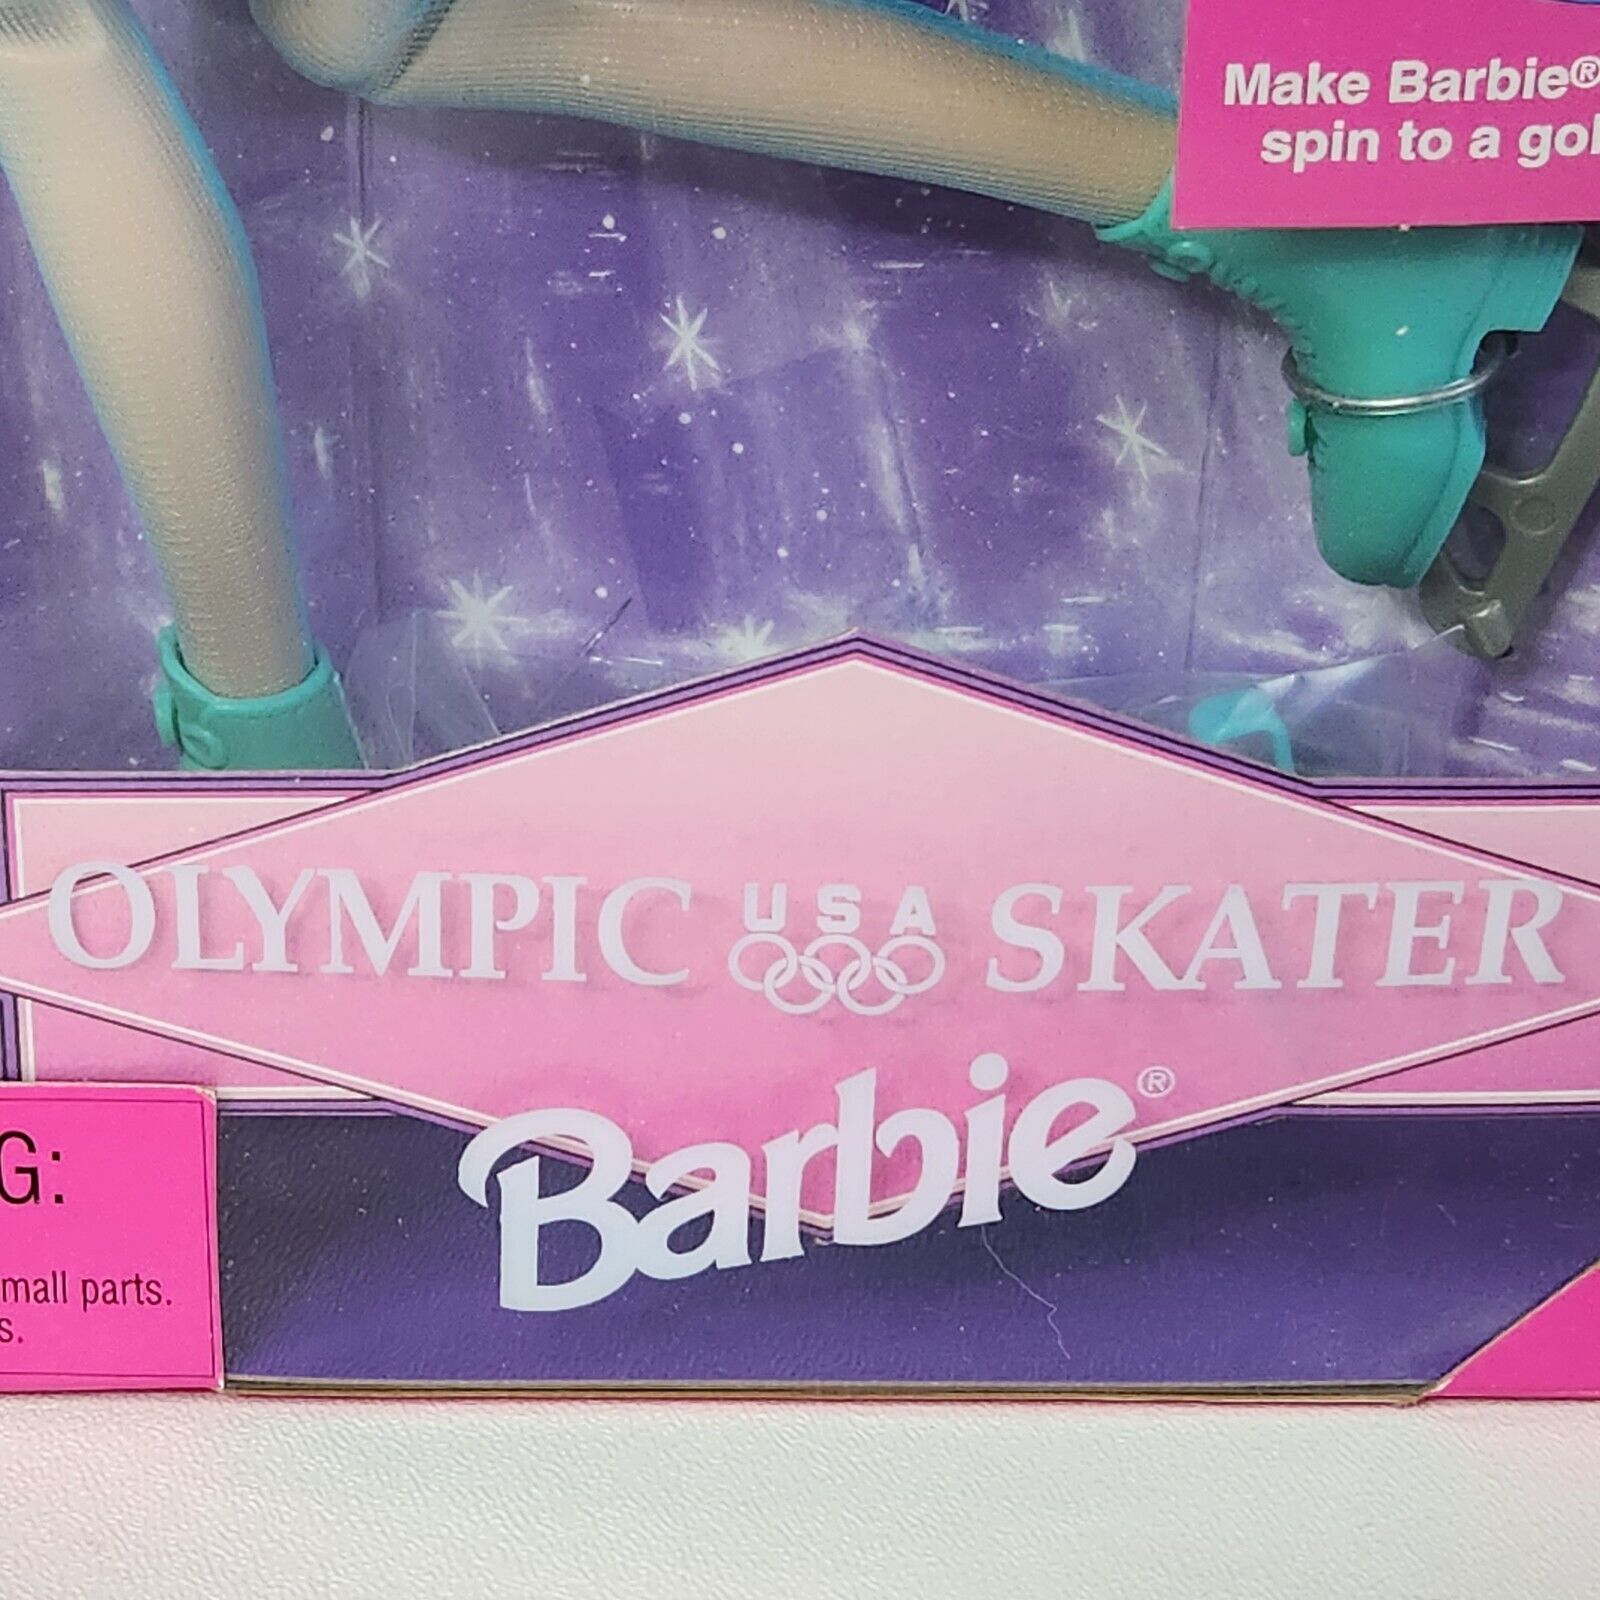 Make Barbie®
spin to a gol
OLYMPIC USA SKATER
Barbie®
G:
mall parts.
s.